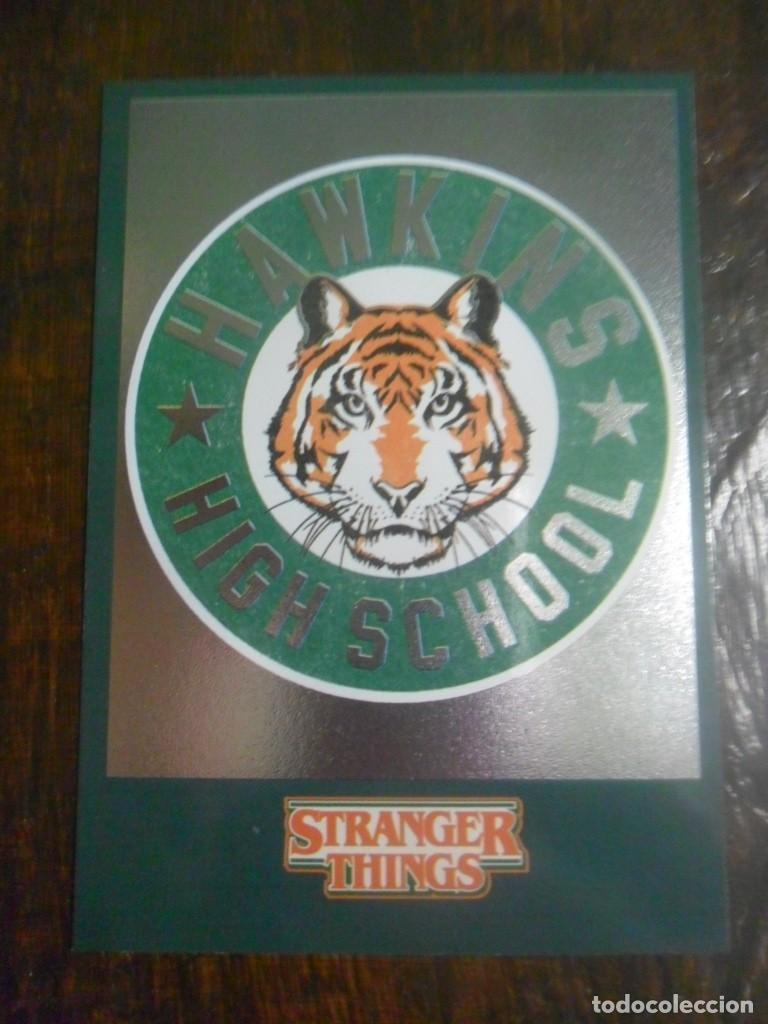 HAWKINS
HIGH SCHOOL
STRANGER
THINGS
todocoleccion